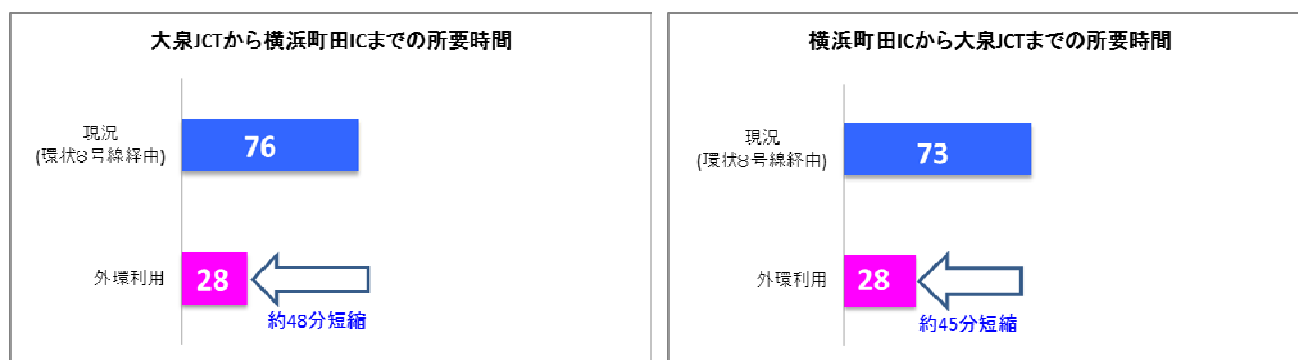 大泉JCTから横浜町田ICまでの所要時間
現況
(環状8号線経由)
76
外環利用
28
約48分短縮
横浜町田ICから大泉JCTまでの所要時間
現況
(環状8号線経由)
73
外環利用
28
約45分短縮